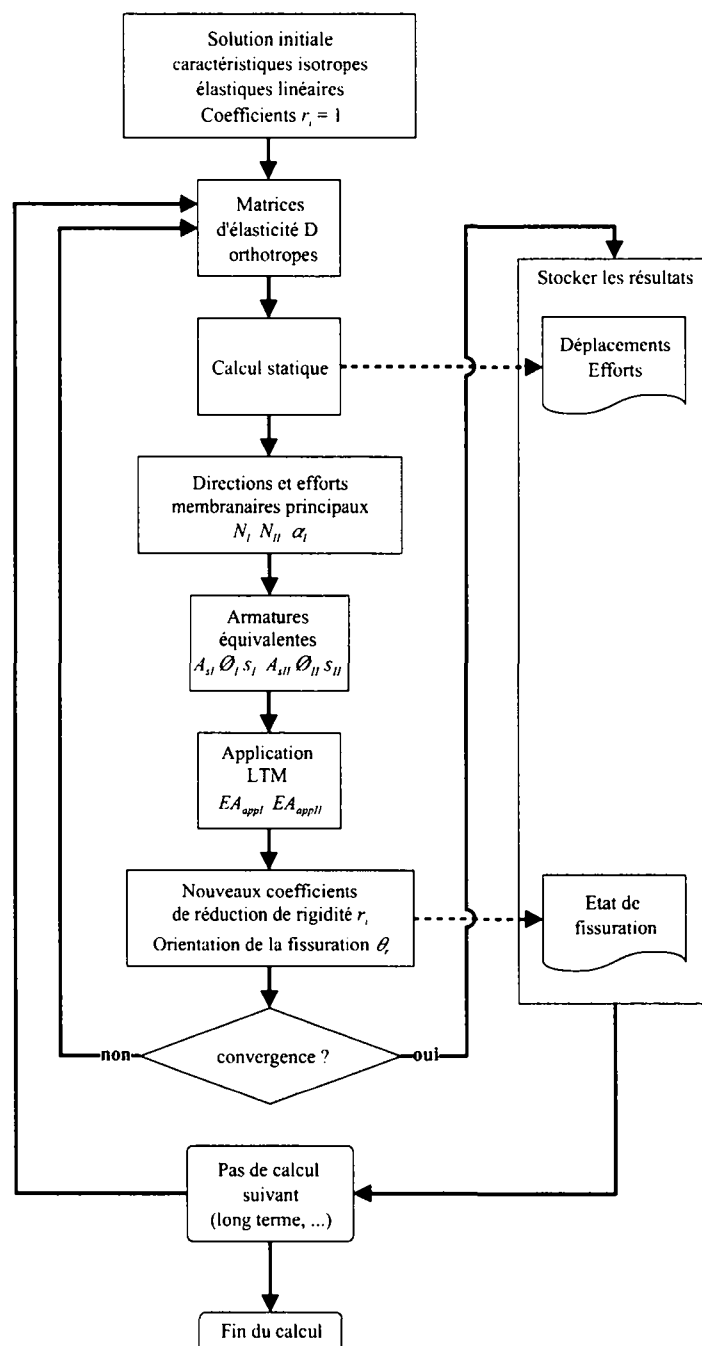 Solution initiale
caractéristiques isotropes
élastiques linéaires
Coefficients r_i = 1
Matrices
d'élasticité D
orthotropes
Stocker les résultats
Calcul statique
Déplacements
Efforts
Directions et efforts
membranaires principaux
N_I N_II α_I
Armatures
équivalentes
A_sI Ø_I s_I A_sII Ø_II s_II
Application
LTM
EA_appI EA_appII
Nouveaux coefficients
de réduction de rigidité r_i
Orientation de la fissuration θ_r
Etat de
fissuration
non
convergence ?
oui
Pas de calcul
suivant
(long terme, ...)
Fin du calcul